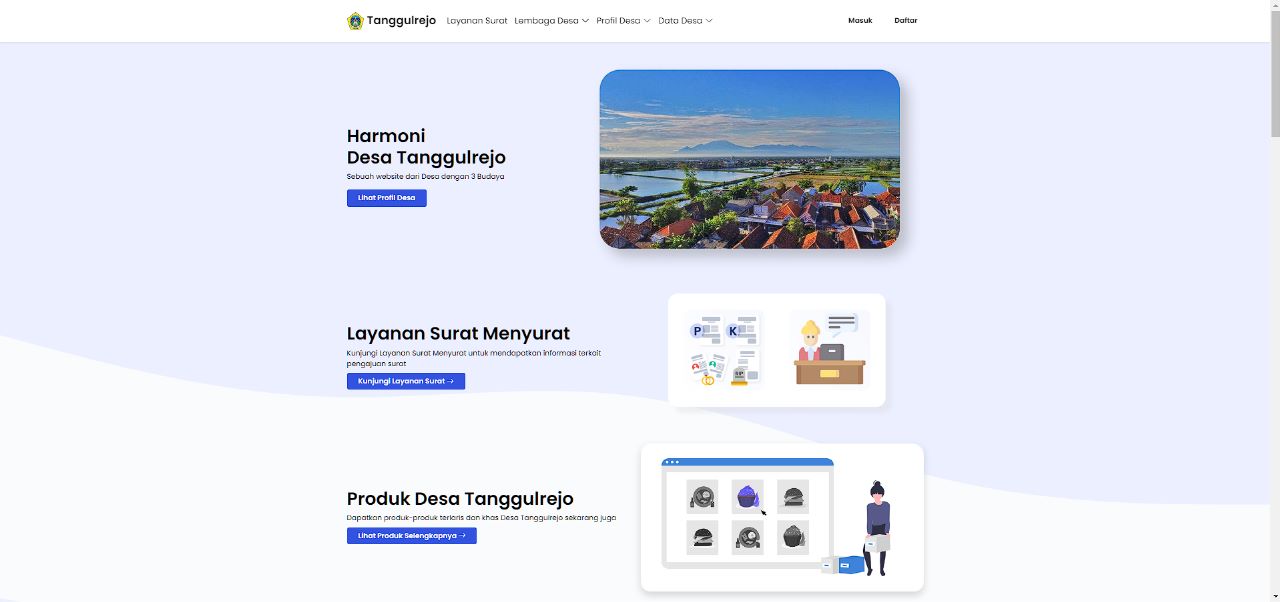 Tanggulrejo
Layanan Surat
Lembaga Desa
Profil Desa
Data Desa
Masuk
Daftar
Harmoni
Desa Tanggulrejo
Sebuah website dari Desa dengan 3 Budaya
Lihat Profil Desa
Layanan Surat Menyurat
Kunjungi Layanan Surat Menyurat untuk mendapatkan informasi terkait
pengajuan surat
Kunjungi Layanan Surat →
P
K
RIP
Produk Desa Tanggulrejo
Dapatkan produk-produk terlaris dan khas Desa Tanggulrejo sekarang juga
Lihat Produk Selengkapnya →